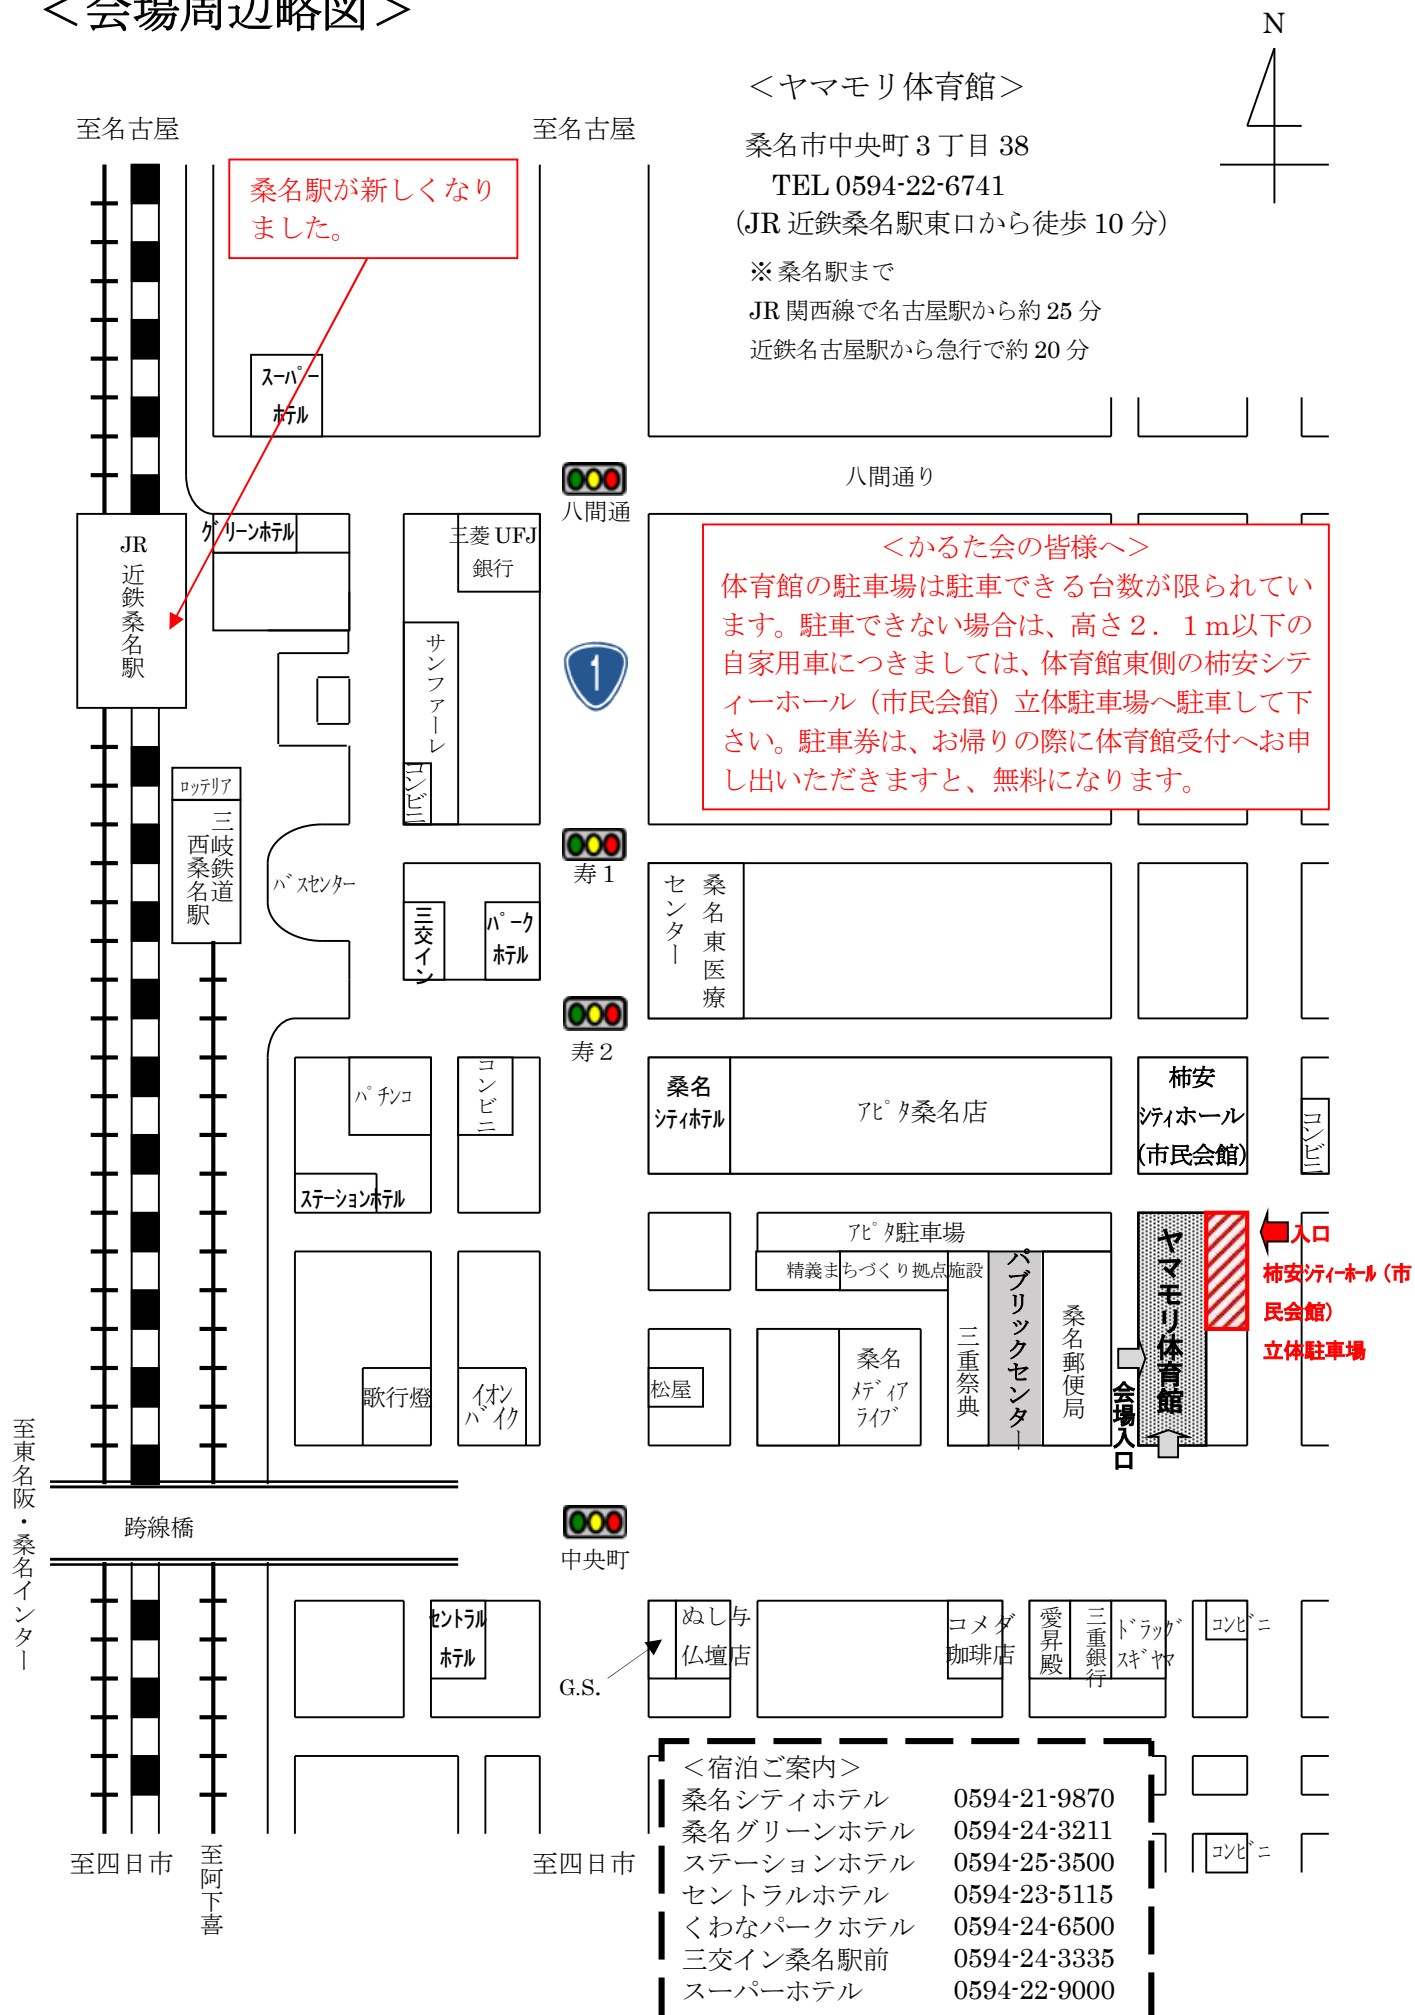 ＜会場周辺略図＞
N
＜ヤマモリ体育館＞
桑名市中央町 3 丁目 38
TEL 0594-22-6741
(JR 近鉄桑名駅東口から徒歩 10 分)
※ 桑名駅まで
JR 関西線で名古屋駅から約 25 分
近鉄名古屋駅から急行で約 20 分
至名古屋
至名古屋
桑名駅が新しくなり
ました。
スーパー
ホテル
八間通
八間通り
グリーンホテル
三菱 UFJ
銀行
JR
近鉄桑名駅
サンファーレ
コンビニ
1
＜かるた会の皆様へ＞
体育館の駐車場は駐車できる台数が限られてい
ます。駐車できない場合は、高さ２．１ｍ以下の
自家用車につきましては、体育館東側の柿安シテ
ィーホール（市民会館）立体駐車場へ駐車して下
さい。駐車券は、お帰りの際に体育館受付へお申
し出いただきますと、無料になります。
ロッテリア
三岐鉄道
西桑名駅
バスセンター
寿１
三交イン
パーク
ホテル
桑名東医療
センター
寿２
パチンコ
コンビニ
桑名
シティホテル
アピタ桑名店
柿安
シティホール
(市民会館)
コンビニ
ステーションホテル
アピタ駐車場
精義まちづくり拠点施設
三重祭典
パブリックセンター
桑名郵便局
ヤマモリ体育館
会場入口
入口
柿安シティーホール（市
民会館）
立体駐車場
歌行燈
イオン
バイク
松屋
桑名
メディア
ライブ
至東名阪・桑名インター
跨線橋
中央町
セントラル
ホテル
G.S.
ぬし与
仏壇店
コメダ
珈琲店
愛昇殿
三重銀行
ドラッグ
スギヤマ
コンビニ
コンビニ
至四日市
至阿下喜
至四日市
＜宿泊ご案内＞
桑名シティホテル 0594-21-9870
桑名グリーンホテル 0594-24-3211
ステーションホテル 0594-25-3500
セントラルホテル 0594-23-5115
くわなパークホテル 0594-24-6500
三交イン桑名駅前 0594-24-3335
スーパーホテル 0594-22-9000